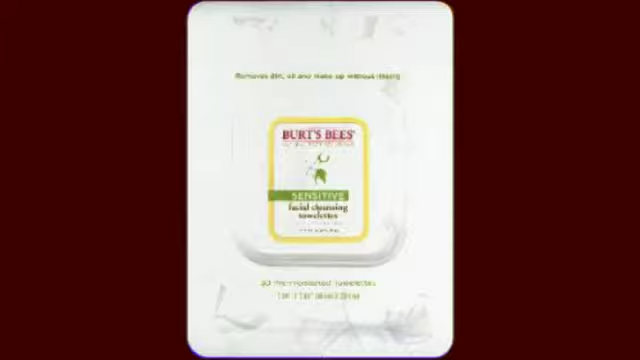 Removes dirt, oil and make up without rinsing
BURT'S BEES
SENSITIVE
facial cleansing
towelettes
30 Pre-moistened Towelettes